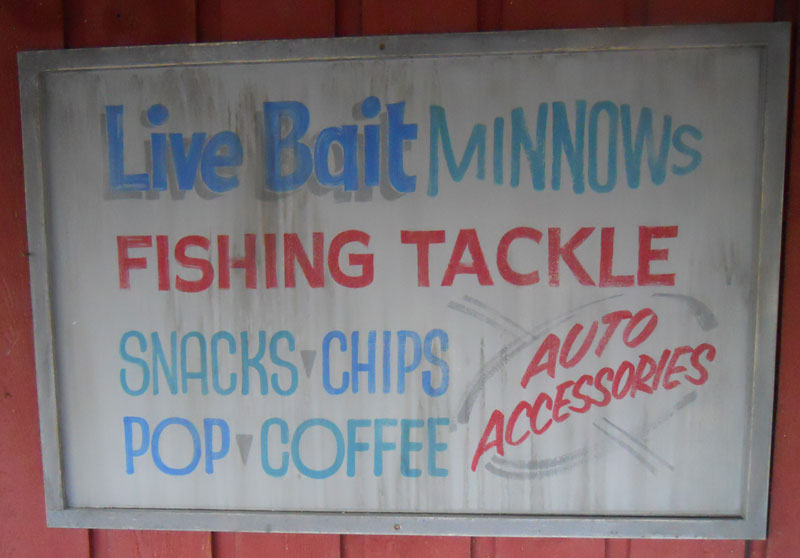 Live Bait MINNOWS
FISHING TACKLE
SNACKS CHIPS
POP COFFEE
AUTO
ACCESSORIES